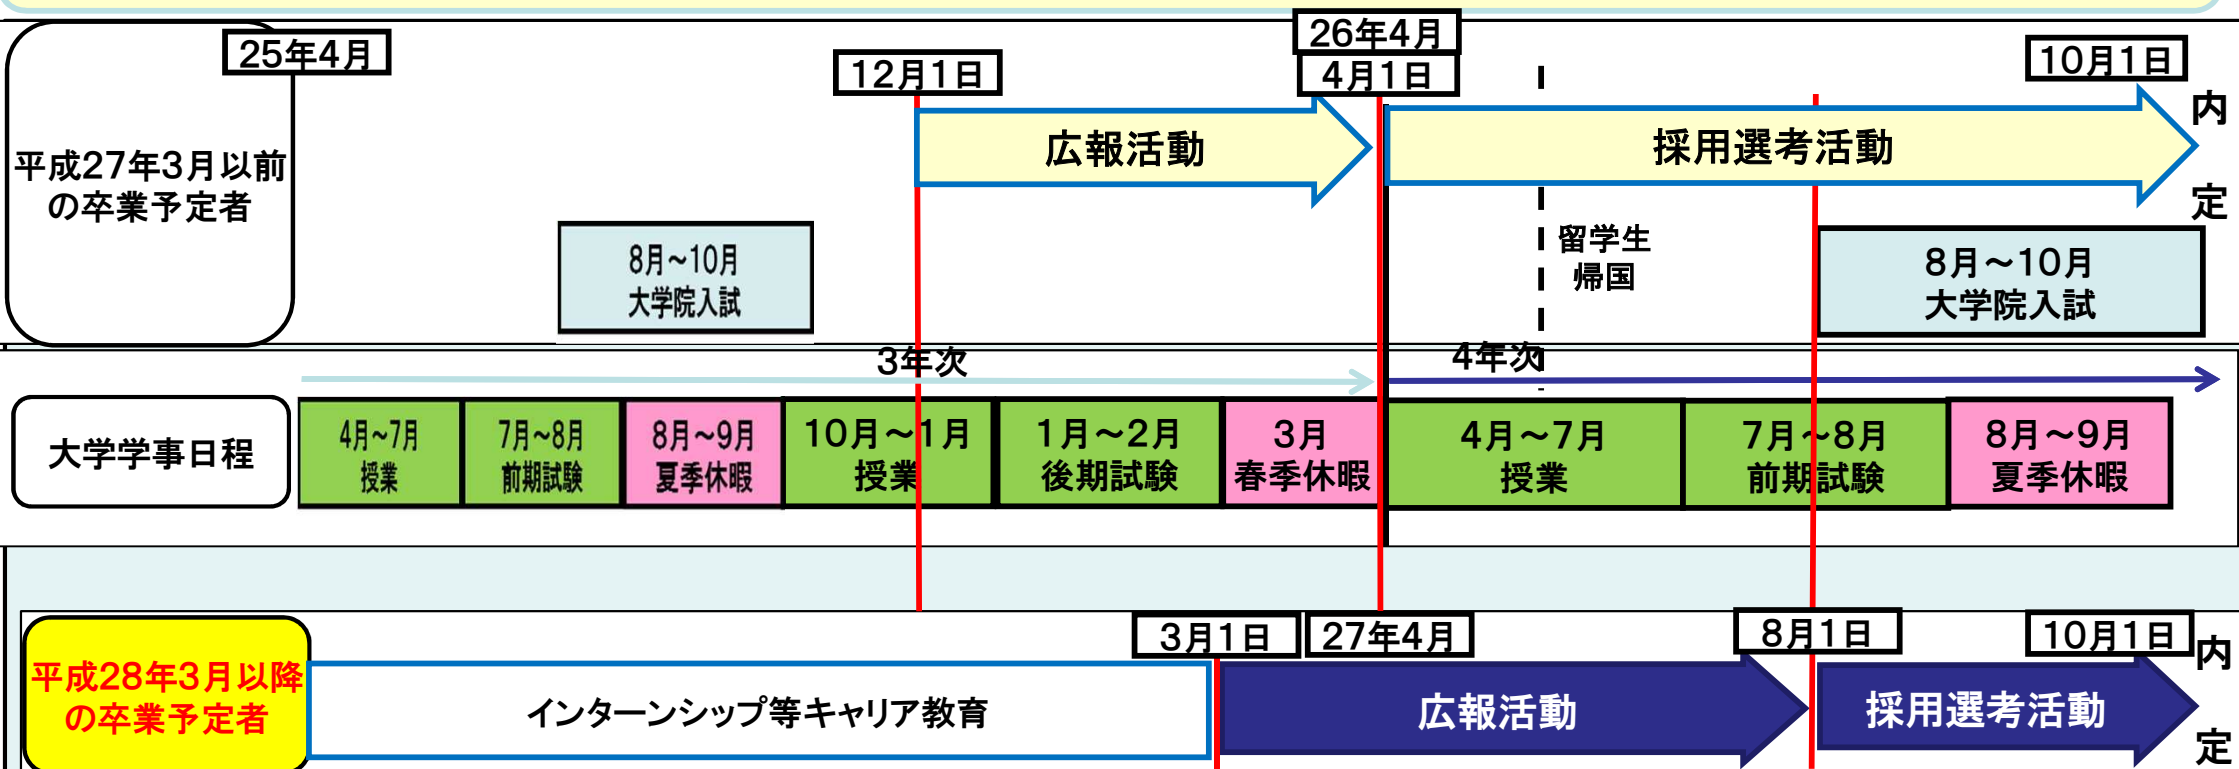 25年4月
12月1日
26年4月
4月1日
10月1日
平成27年3月以前
の卒業予定者
広報活動
採用選考活動
内
定
8月～10月
大学院入試
留学生
帰国
8月～10月
大学院入試
3年次
4年次
大学学事日程
4月～7月
授業
7月～8月
前期試験
8月～9月
夏季休暇
10月～1月
授業
1月～2月
後期試験
3月
春季休暇
4月～7月
授業
7月～8月
前期試験
8月～9月
夏季休暇
3月1日
27年4月
8月1日
10月1日
平成28年3月以降
の卒業予定者
インターンシップ等キャリア教育
広報活動
採用選考活動
内
定